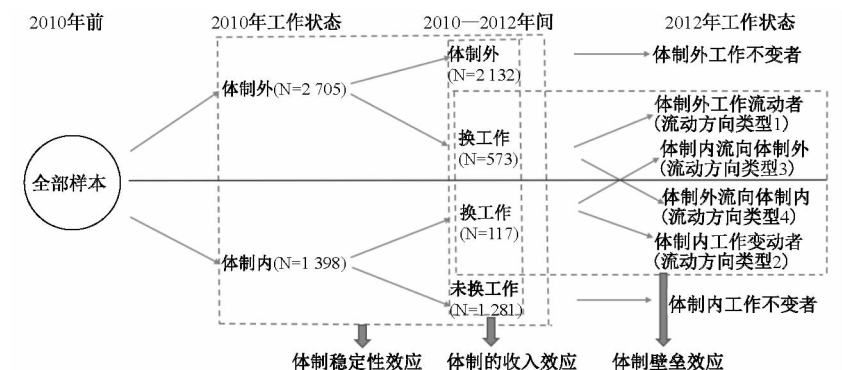 2010年前
2010年工作状态
2010—2012年间
2012年工作状态
体制外
(N=2 132)
体制外工作不变者
体制外(N=2 705)
体制外工作流动者
(流动方向类型1)
换工作
(N=573)
体制内流向体制外
(流动方向类型3)
全部样本
换工作
(N=117)
体制外流向体制内
(流动方向类型4)
体制内工作变动者
(流动方向类型2)
体制内(N=1 398)
未换工作
(N=1 281)
体制内工作不变者
体制稳定性效应
体制的收入效应
体制壁垒效应